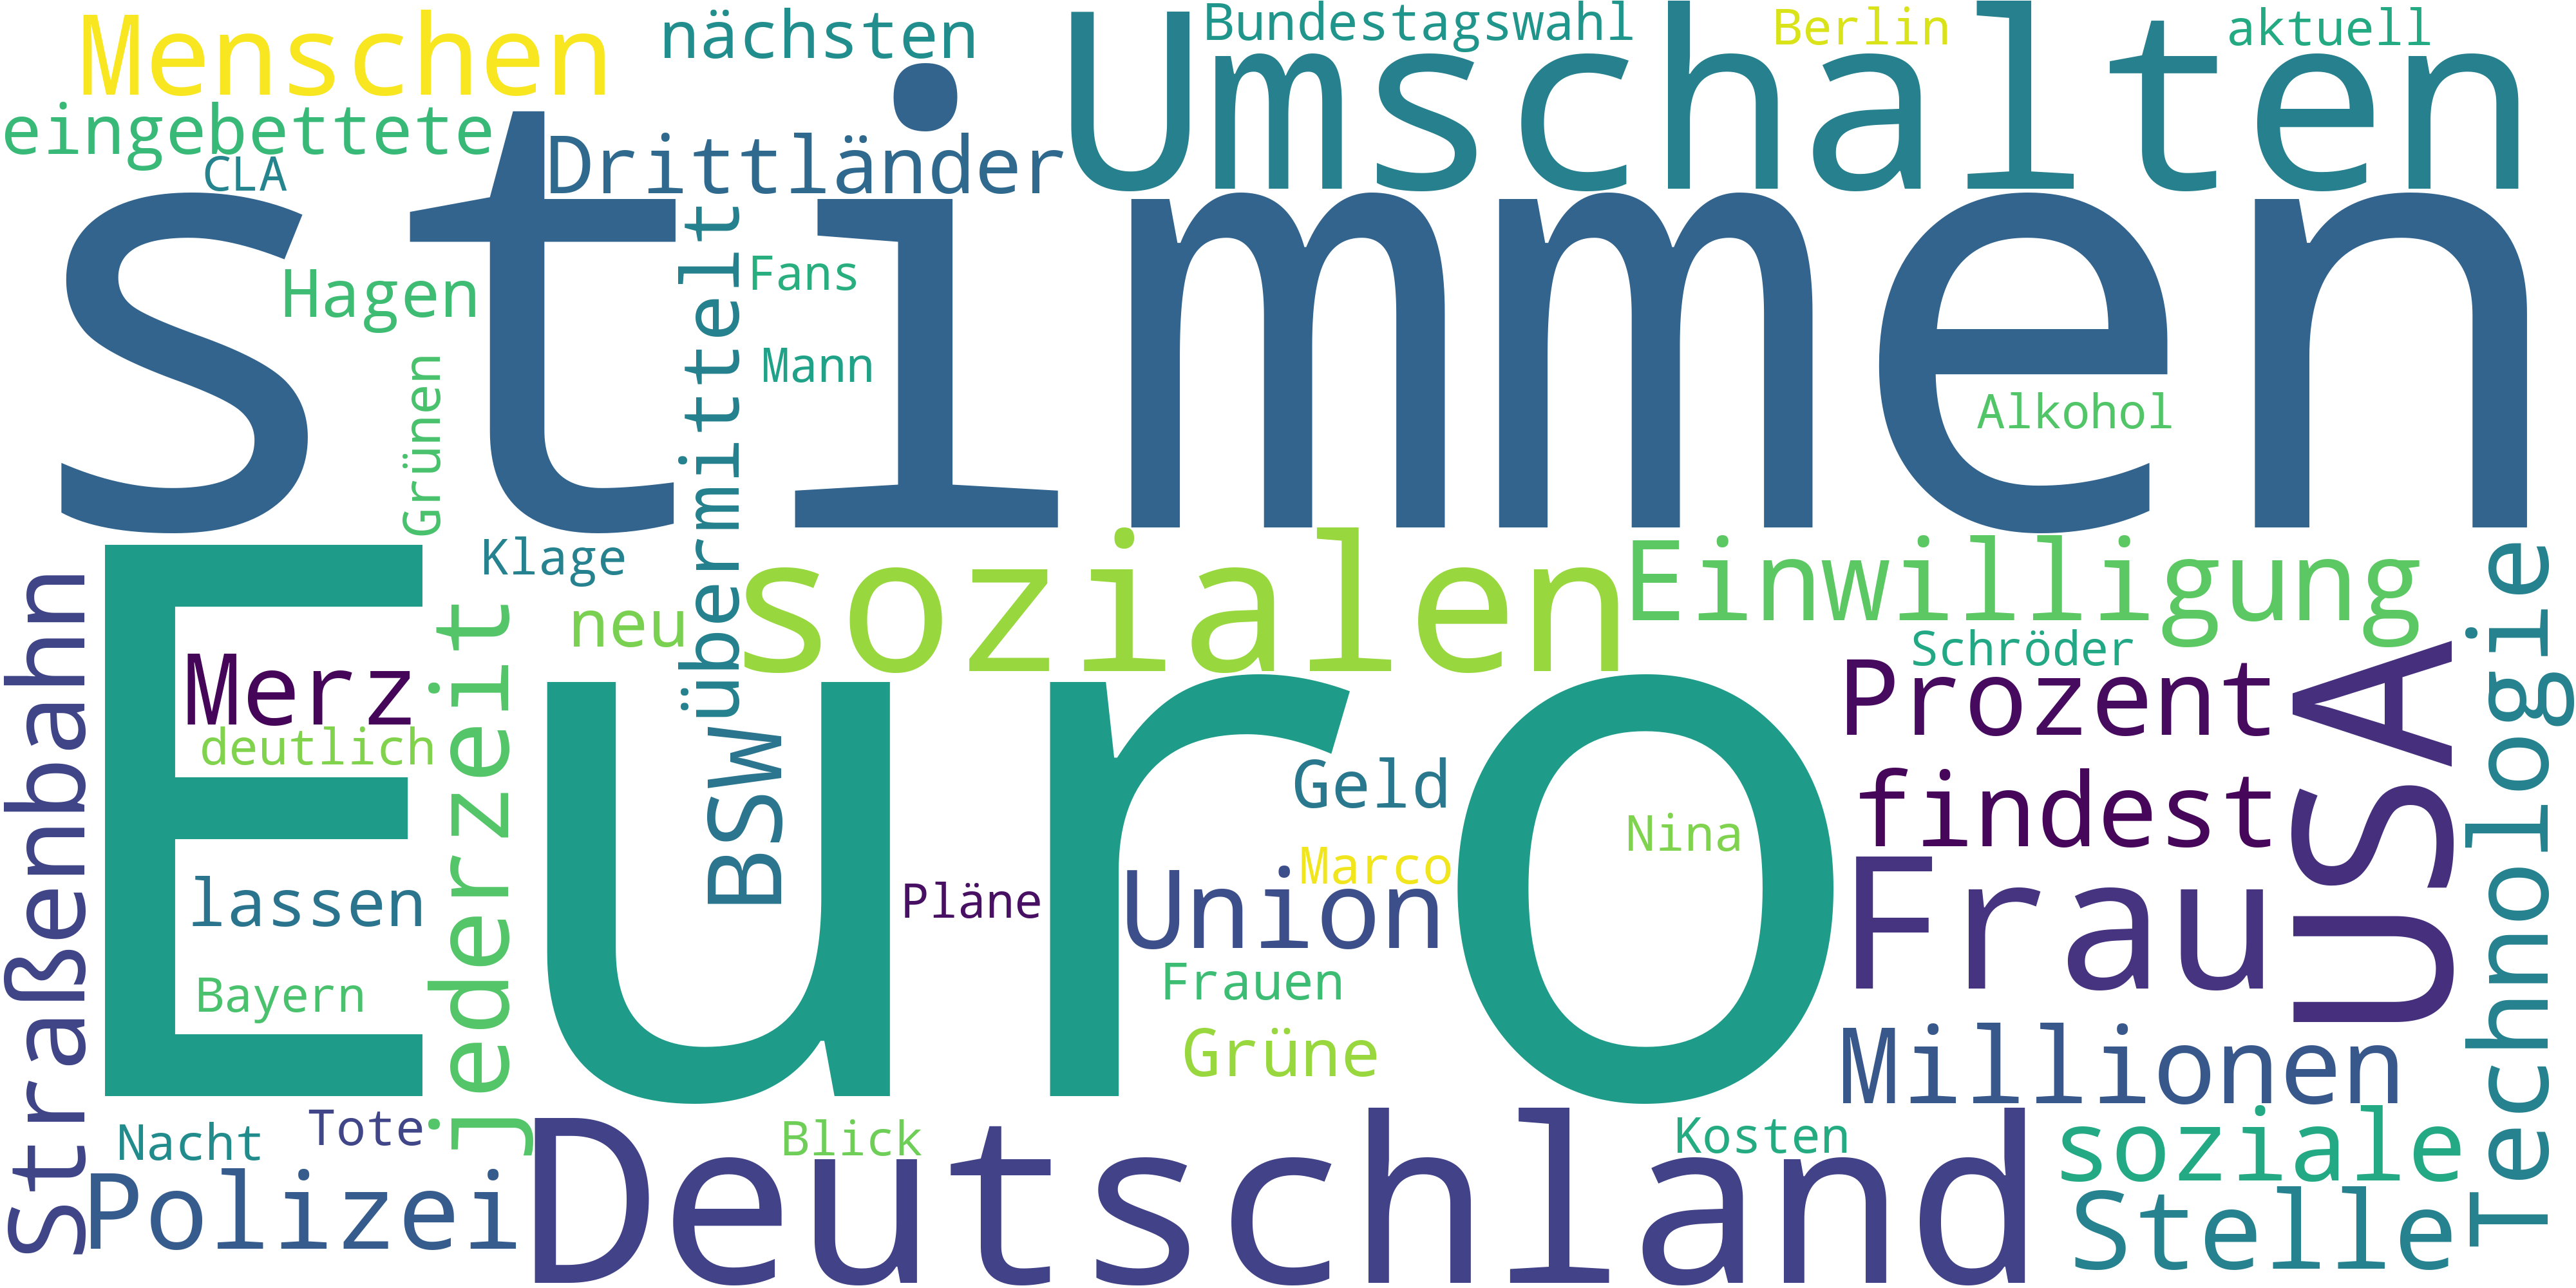 Menschen
nächsten
Umschalten
Bundestagswahl
Berlin
aktuell
eingebettete
CLA
Drittländer
stimmen
Hagen
Fans
Mann
Grünen
übermittelt
Alkohol
Klage
neu
sozialen
Einwilligung
Schröder
Straßenbahn
Euro
Merz
deutlich
jederzeit
BSW
Prozent
USA
Technologie
Geld
findest
Nina
Marco
lassen
Pläne
Union
Frau
Bayern
Frauen
Grüne
Millionen
Nacht
Tote
Blick
Kosten
soziale
Polizei
Deutschland
Stelle